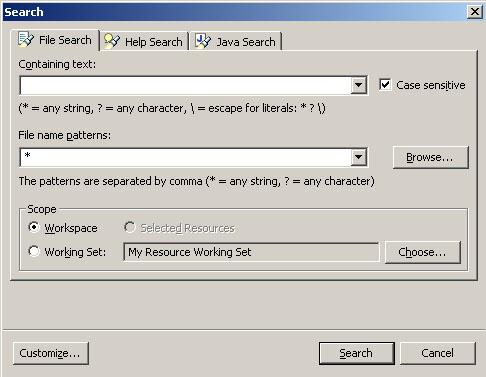 Search
File Search Help Search Java Search
Containing text:
Case sensitive
(* = any string, ? = any character, \ = escape for literals: * ? \)
File name patterns:
*
Browse...
The patterns are separated by comma (* = any string, ? = any character)
Scope
Workspace Selected Resources
Working Set: My Resource Working Set Choose...
Customize... Search Cancel